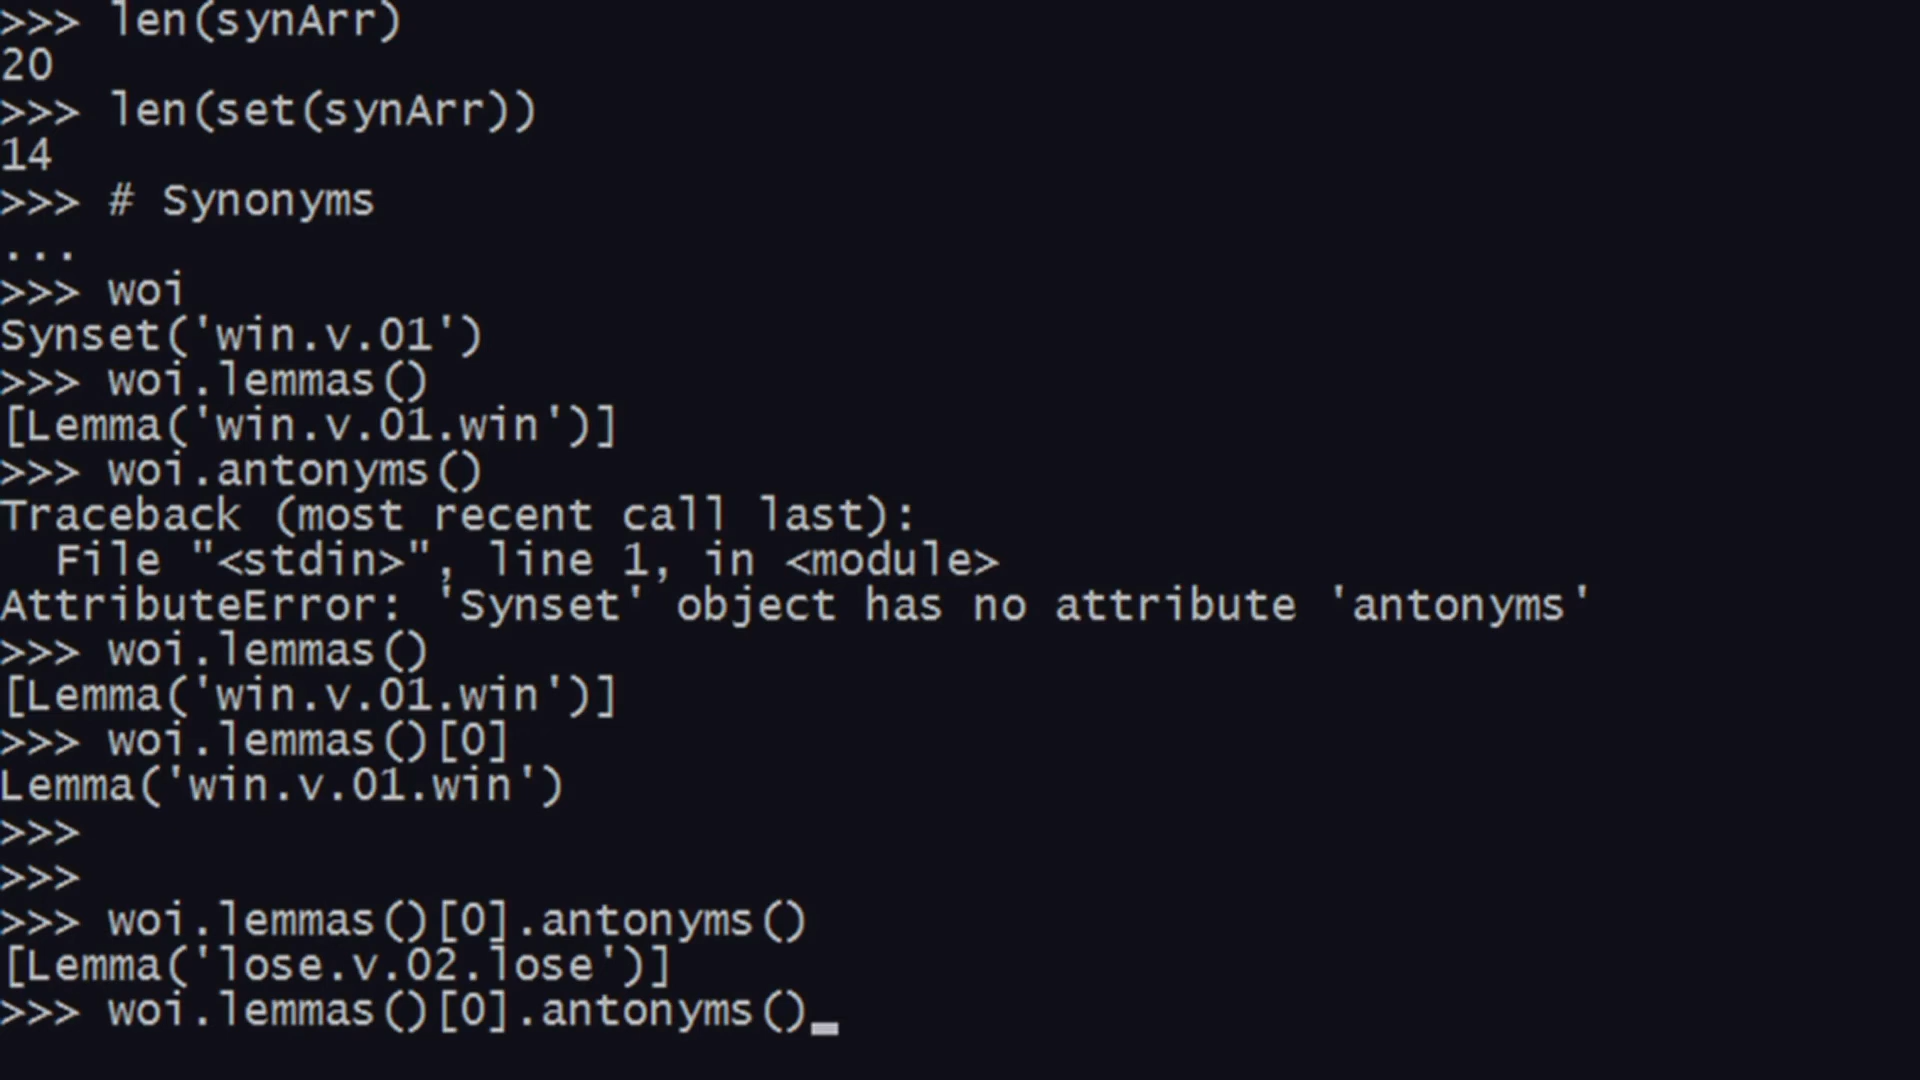 >>> len(synArr)
20
>>> len(set(synArr))
14
>>> # Synonyms
...
>>> woi
Synset('win.v.01')
>>> woi.lemmas()
[Lemma('win.v.01.win')]
>>> woi.antonyms()
Traceback (most recent call last):
  File "<stdin>", line 1, in <module>
AttributeError: 'Synset' object has no attribute 'antonyms'
>>> woi.lemmas()
[Lemma('win.v.01.win')]
>>> woi.lemmas()[0]
Lemma('win.v.01.win')
>>>
>>>
>>> woi.lemmas()[0].antonyms()
[Lemma('lose.v.02.lose')]
>>> woi.lemmas()[0].antonyms()